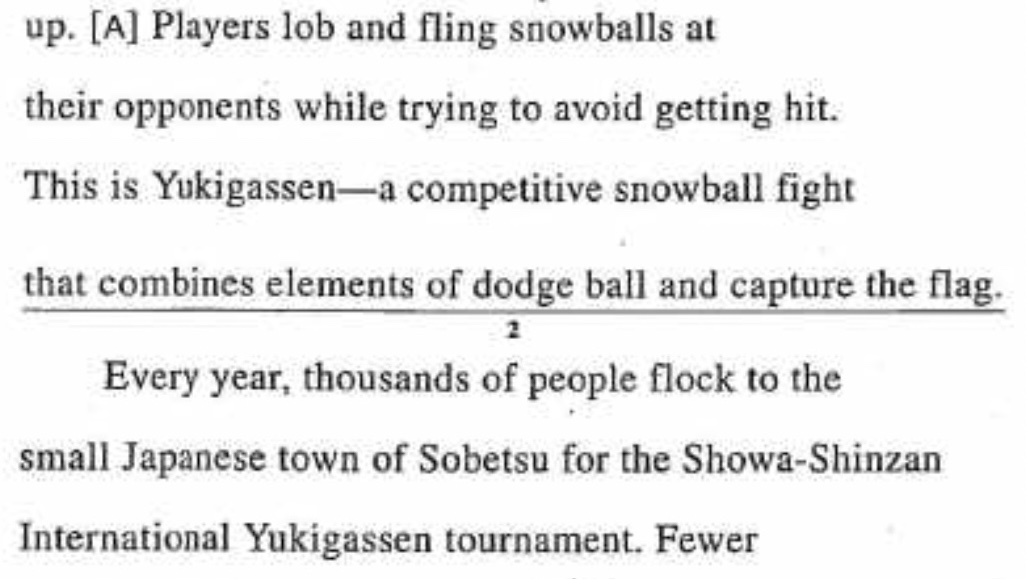 up. [A] Players lob and fling snowballs at
their opponents while trying to avoid getting hit.
This is Yukigassen—a competitive snowball fight
that combines elements of dodge ball and capture the flag.
2
Every year, thousands of people flock to the
small Japanese town of Sobetsu for the Showa-Shinzan
International Yukigassen tournament. Fewer